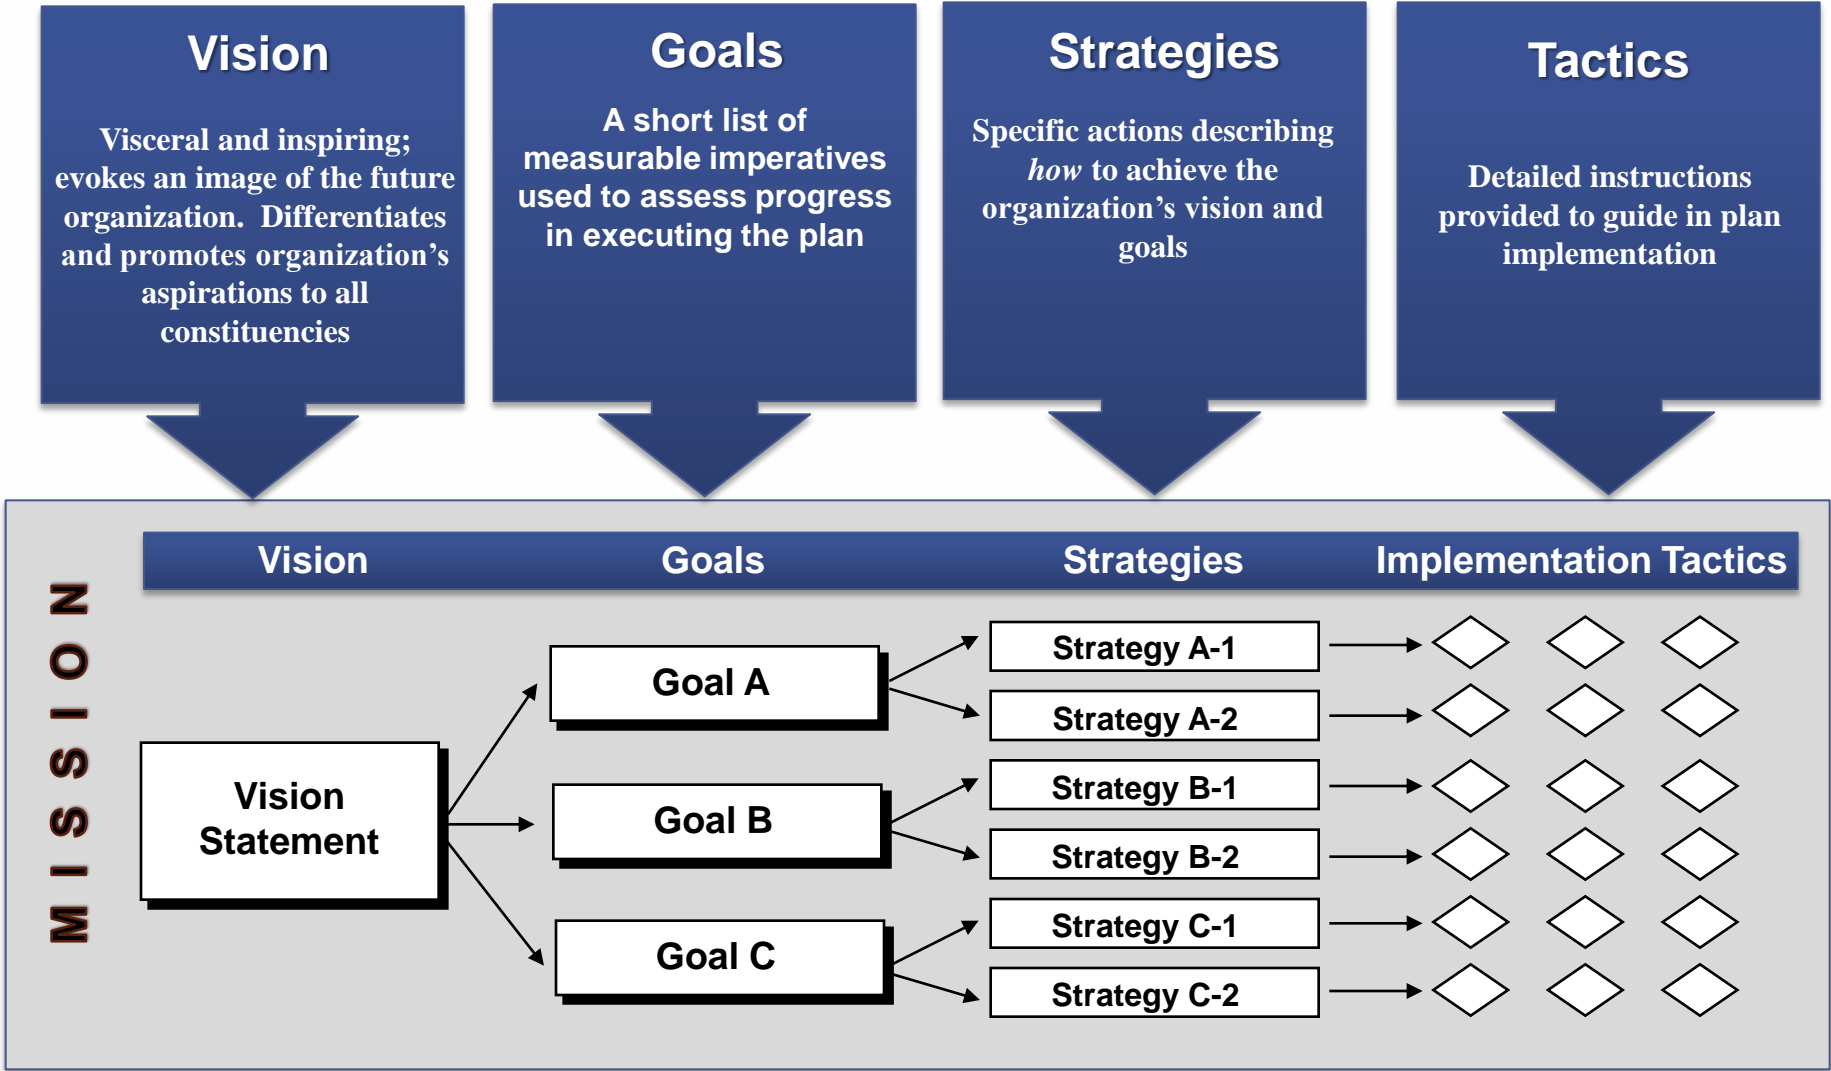 Vision
Visceral and inspiring;
evokes an image of the future
organization.  Differentiates
and promotes organization's
aspirations to all
constituencies
Goals
A short list of
measurable imperatives
used to assess progress
in executing the plan
Strategies
Specific actions describing
how to achieve the
organization’s vision and
goals
Tactics
Detailed instructions
provided to guide in plan
implementation
MISSION
Vision Goals Strategies Implementation Tactics
Vision
Statement
Goal A
Goal B
Goal C
Strategy A-1
Strategy A-2
Strategy B-1
Strategy B-2
Strategy C-1
Strategy C-2